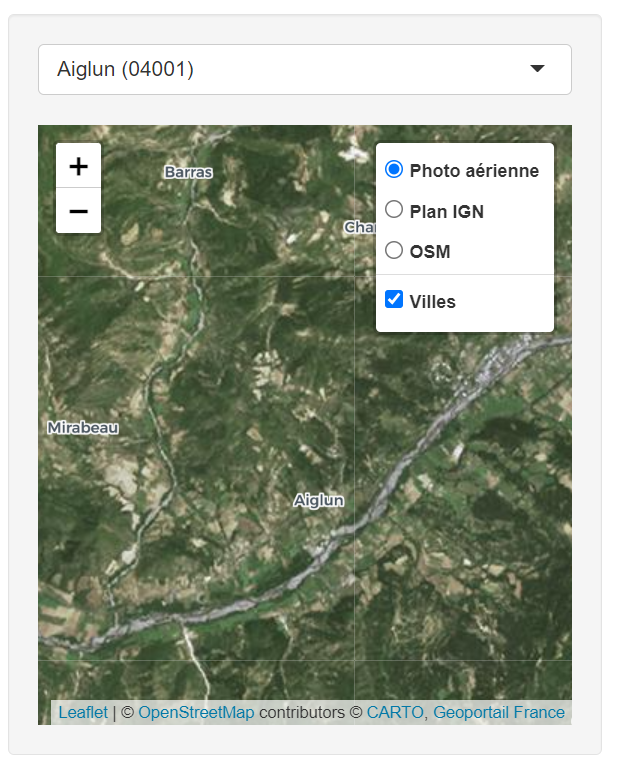 Aiglun (04001)
+
−
Barras
Cha
Photo aérienne
Plan IGN
OSM
Villes
Mirabeau
Aiglun
Leaflet | © OpenStreetMap contributors © CARTO, Geoportail France